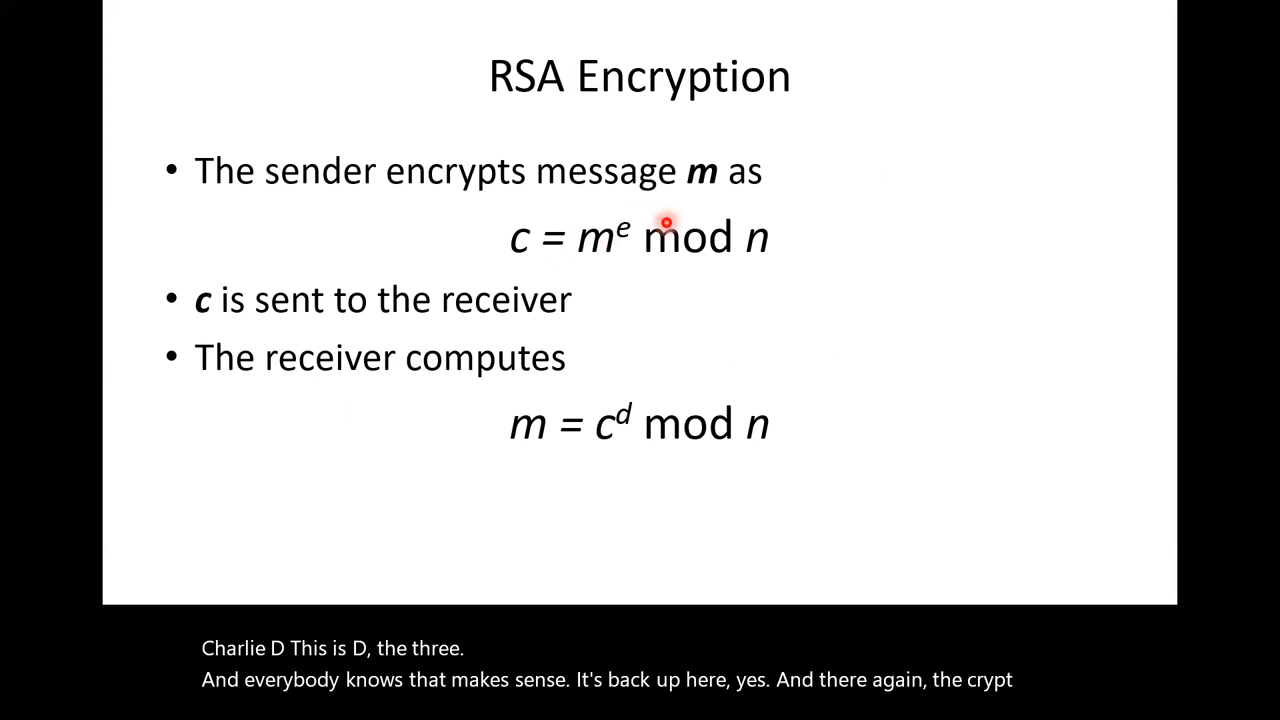 RSA Encryption
• The sender encrypts message m as
c = mᵉ mod n
• c is sent to the receiver
• The receiver computes
m = cᵈ mod n
Charlie D This is D, the three.
And everybody knows that makes sense. It's back up here, yes. And there again, the crypt